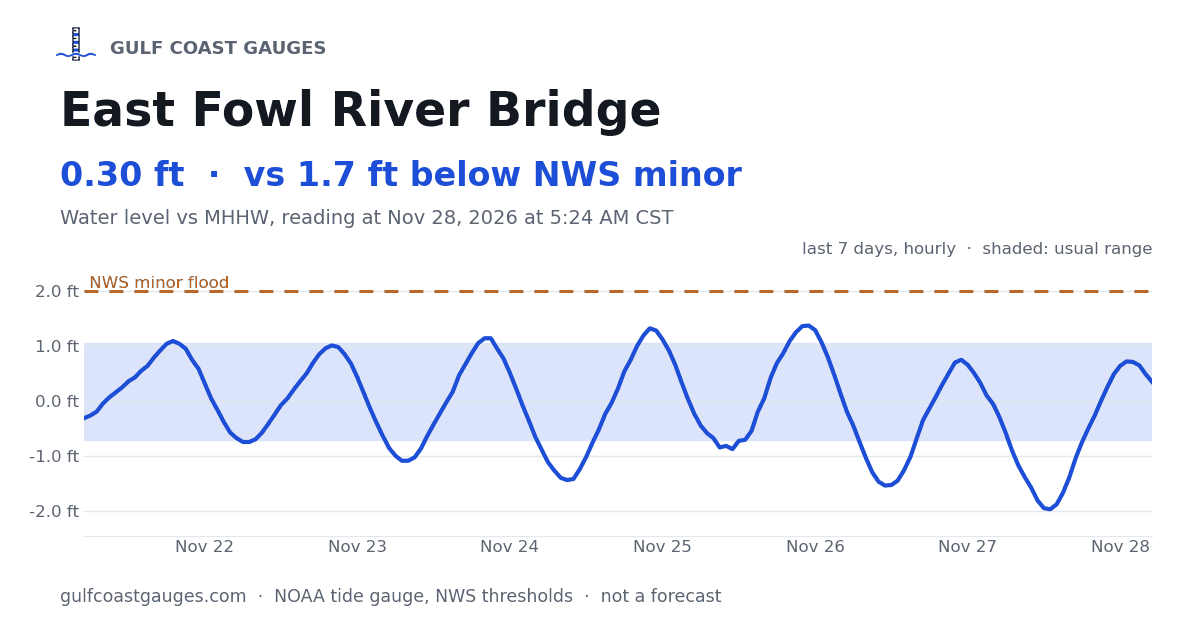 GULF COAST GAUGES
East Fowl River Bridge
0.30 ft · vs 1.7 ft below NWS minor
Water level vs MHHW, reading at Nov 28, 2026 at 5:24 AM CST
last 7 days, hourly · shaded: usual range
NWS minor flood
2.0 ft
1.0 ft
0.0 ft
-1.0 ft
-2.0 ft
Nov 22 Nov 23 Nov 24 Nov 25 Nov 26 Nov 27 Nov 28
gulfcoastgauges.com · NOAA tide gauge, NWS thresholds · not a forecast